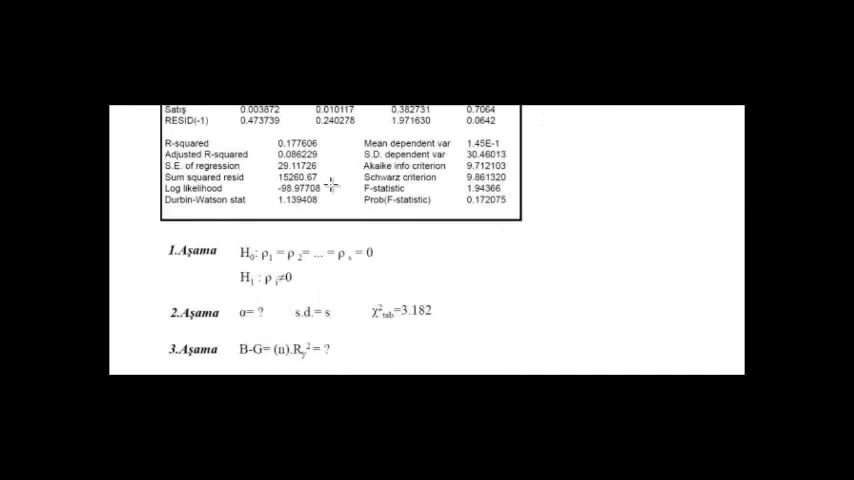 Satış 0.003872 0.010117 0.382731 0.7064
RESID(-1) 0.473739 0.240278 1.971630 0.0642
R-squared 0.177606 Mean dependent var 1.45E-1
Adjusted R-squared 0.086229 S.D. dependent var 30.46013
S.E. of regression 29.11726 Akaike info criterion 9.712103
Sum squared resid 15260.67 Schwarz criterion 9.861320
Log likelihood -98.97708 F-statistic 1.94366
Durbin-Watson stat 1.139408 Prob(F-statistic) 0.172075
1.Aşama H₀: ρ₁ = ρ₂= ... = ρₛ = 0
H₁ : ρᵢ≠0
2.Aşama α= ? s.d.= s χ²tab=3.182
3.Aşama B-G= (n).Ry²= ?